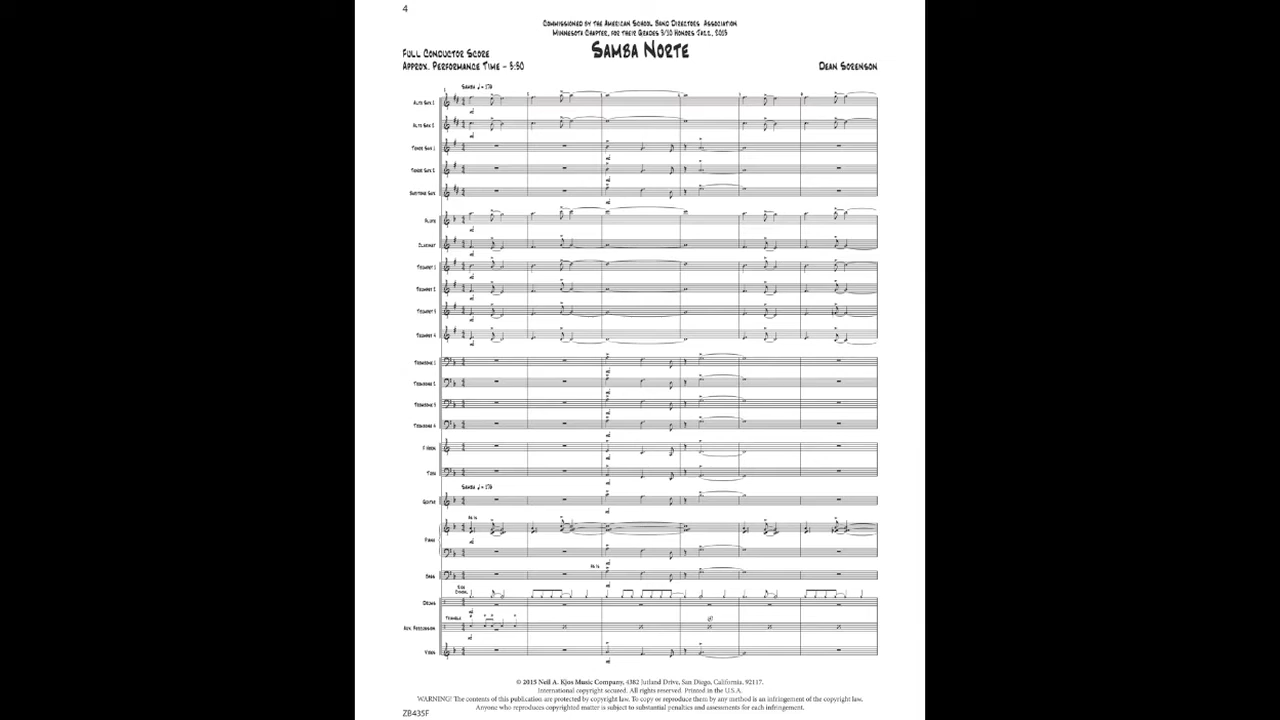 4
Commissioned by the American School Band Directors Association
Minnesota Chapter, for their Grades 9/10 Honors Jazz, 2015
Samba Norte
Full Conductor Score
Approx. Performance Time – 3:30
Dean Sorenson
Samba
Alto Sax 1
Alto Sax 2
Tenor Sax 1
Tenor Sax 2
Baritone Sax
Flute
Clarinet
Trumpet 1
Trumpet 2
Trumpet 3
Trumpet 4
Trombone 1
Trombone 2
Trombone 3
Trombone 4
F Horn
Tuba
Samba
Guitar
Piano
Bass
Drums
Aux. Percussion
Vibes
© 2015 Neil A. Kjos Music Company, 4382 Jutland Drive, San Diego, California, 92117.
International copyright secured. All rights reserved. Printed in the U.S.A.
WARNING! The contents of this publication are protected by copyright law. To copy or reproduce them by any method is an infringement of the copyright law.
Anyone who reproduces copyrighted matter is subject to substantial penalties and assessments for each infringement.
ZB435F